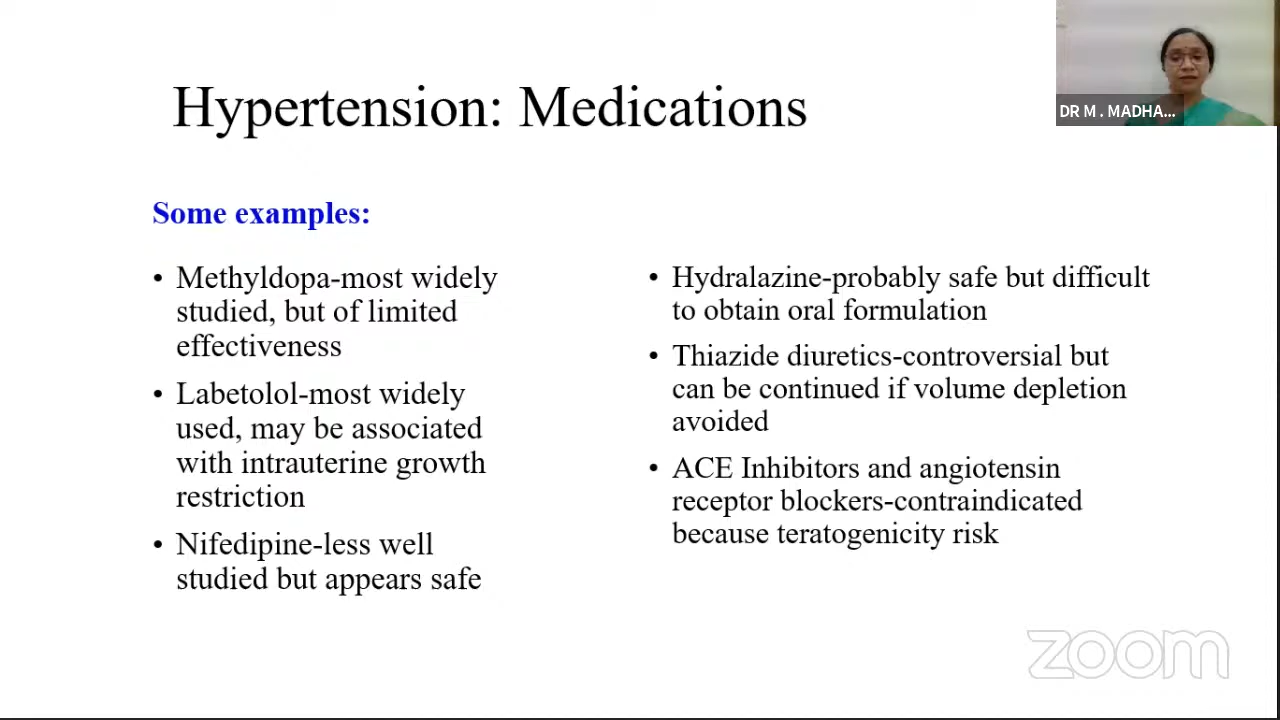 DR M . MADHA...
Hypertension: Medications
Some examples:
• Methyldopa-most widely
studied, but of limited
effectiveness
• Labetolol-most widely
used, may be associated
with intrauterine growth
restriction
• Nifedipine-less well
studied but appears safe
• Hydralazine-probably safe but difficult
to obtain oral formulation
• Thiazide diuretics-controversial but
can be continued if volume depletion
avoided
• ACE Inhibitors and angiotensin
receptor blockers-contraindicated
because teratogenicity risk
zoom